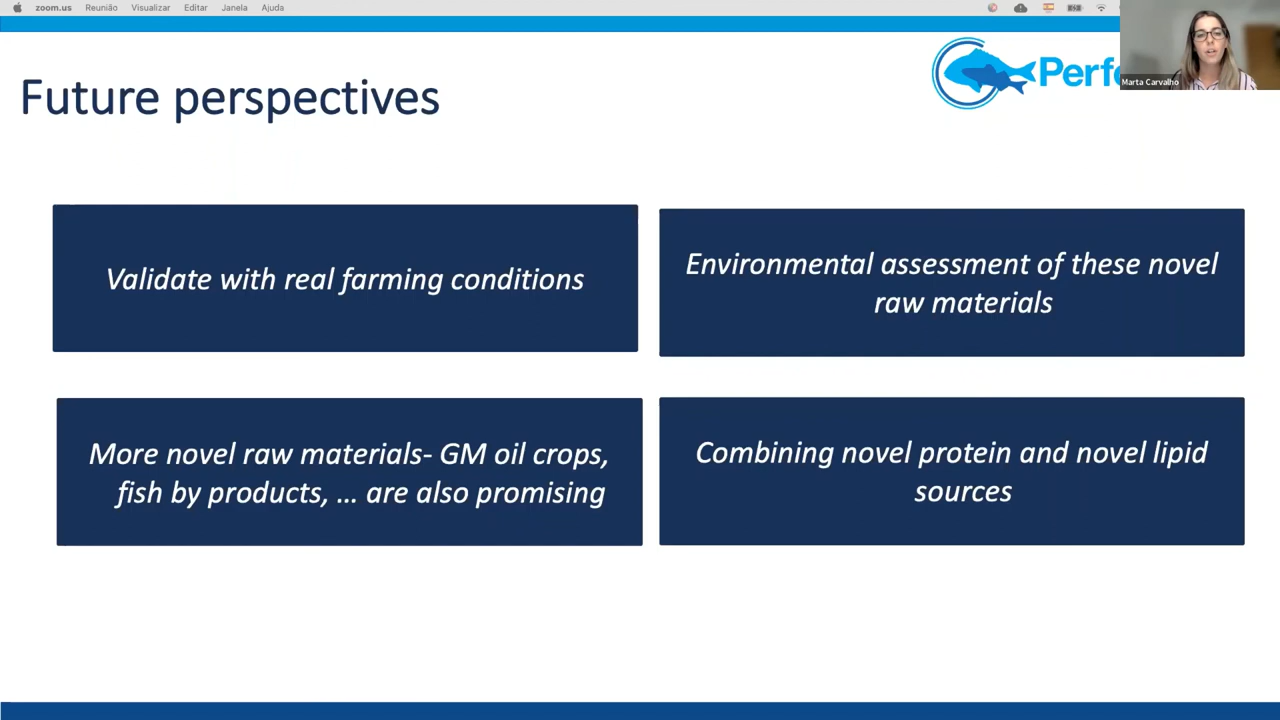 zoom.us Reunião Visualizar Editar Janela Ajuda
Marta Carvalho
Future perspectives
Validate with real farming conditions
Environmental assessment of these novel
raw materials
More novel raw materials- GM oil crops,
fish by products, ... are also promising
Combining novel protein and novel lipid
sources